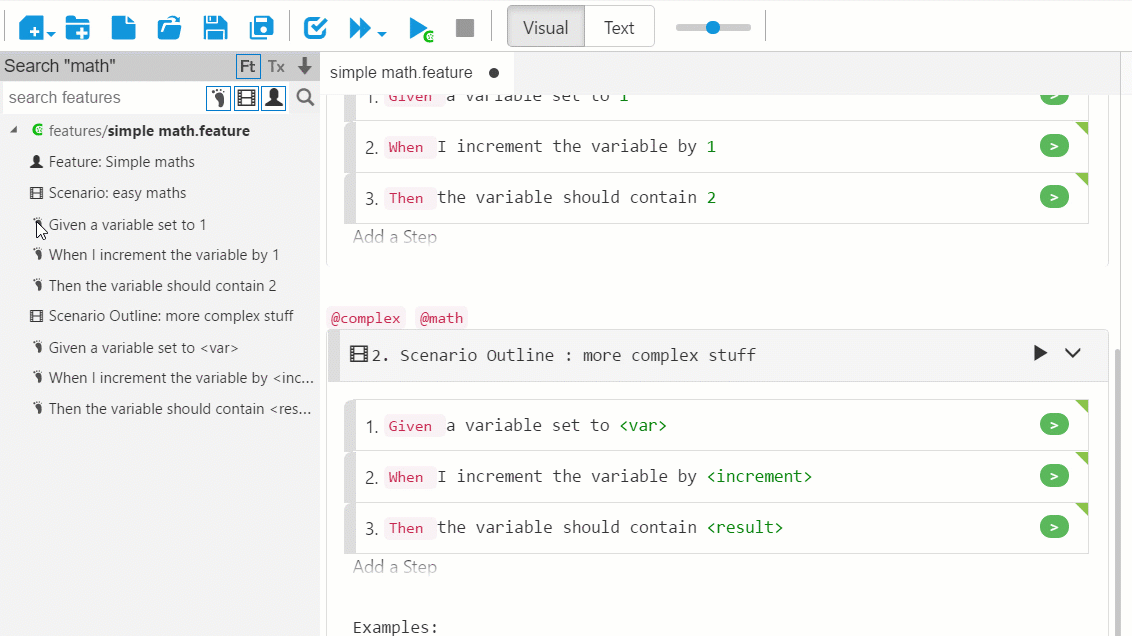 Visual Text
Search "math" Ft Tx
search features
features/simple math.feature
Feature: Simple maths
Scenario: easy maths
Given a variable set to 1
When I increment the variable by 1
Then the variable should contain 2
Scenario Outline: more complex stuff
Given a variable set to <var>
When I increment the variable by <inc...
Then the variable should contain <res...
simple math.feature
1. Given a variable set to 1 >
2. When I increment the variable by 1 >
3. Then the variable should contain 2 >
Add a Step
@complex @math
2. Scenario Outline : more complex stuff
1. Given a variable set to <var> >
2. When I increment the variable by <increment> >
3. Then the variable should contain <result> >
Add a Step
Examples: